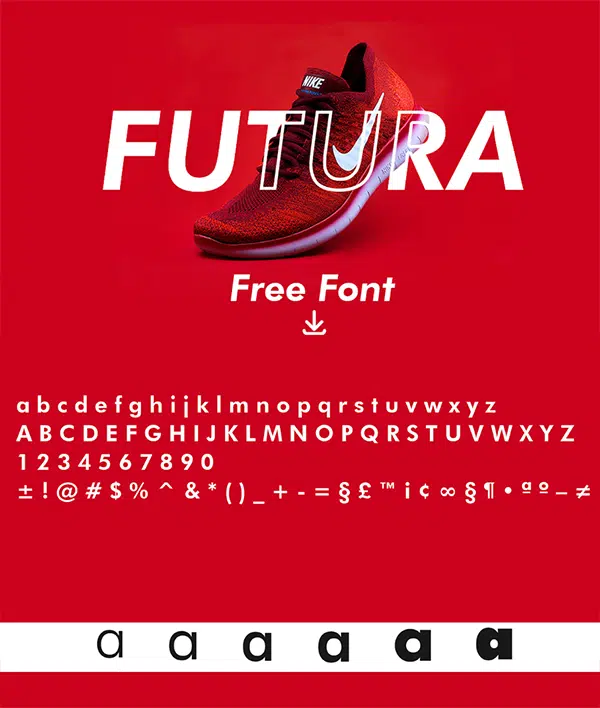 NIKE
FUTURA
Free Font
a b c d e f g h i j k l m n o p q r s t u v w x y z
A B C D E F G H I J K L M N O P Q R S T U V W X Y Z
1 2 3 4 5 6 7 8 9 0
± ! @ # $ % ^ & * ( ) _ + - = § £ ™ ¡ ¢ ∞ § ¶ • ª º – ≠
a a a a a a